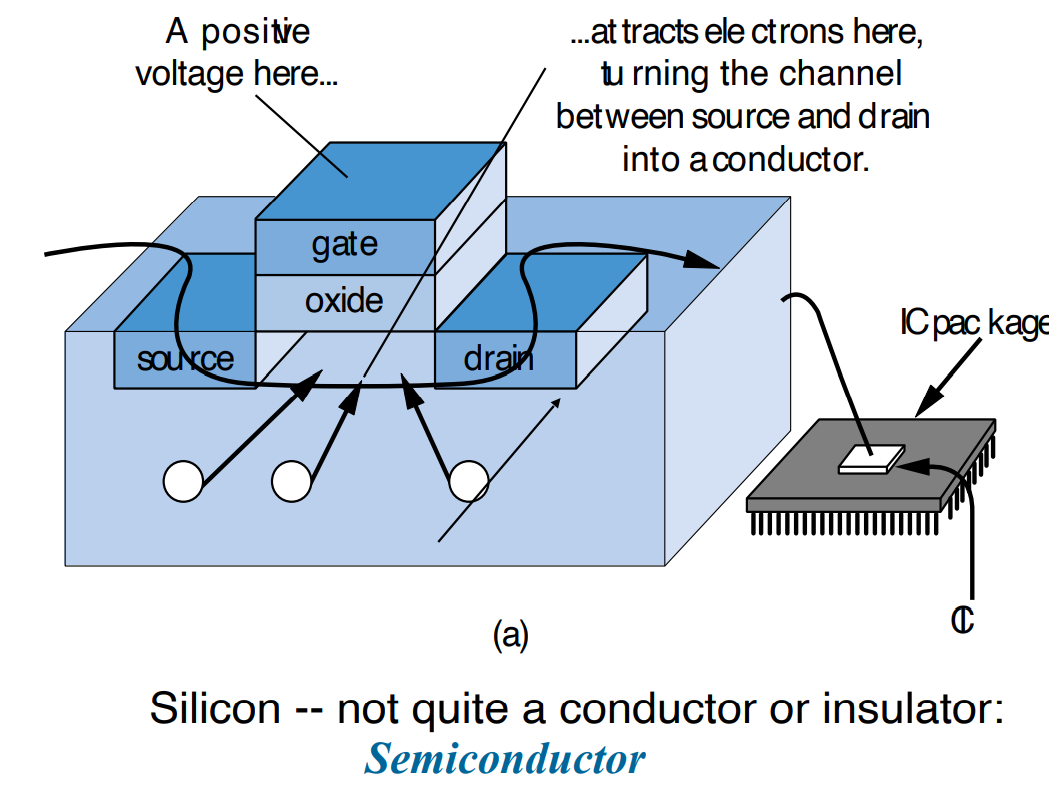 A positive
voltage here...
...attracts electrons here,
turning the channel
between source and drain
into a conductor.
gate
oxide
source
drain
IC package
IC
(a)
Silicon -- not quite a conductor or insulator:
Semiconductor